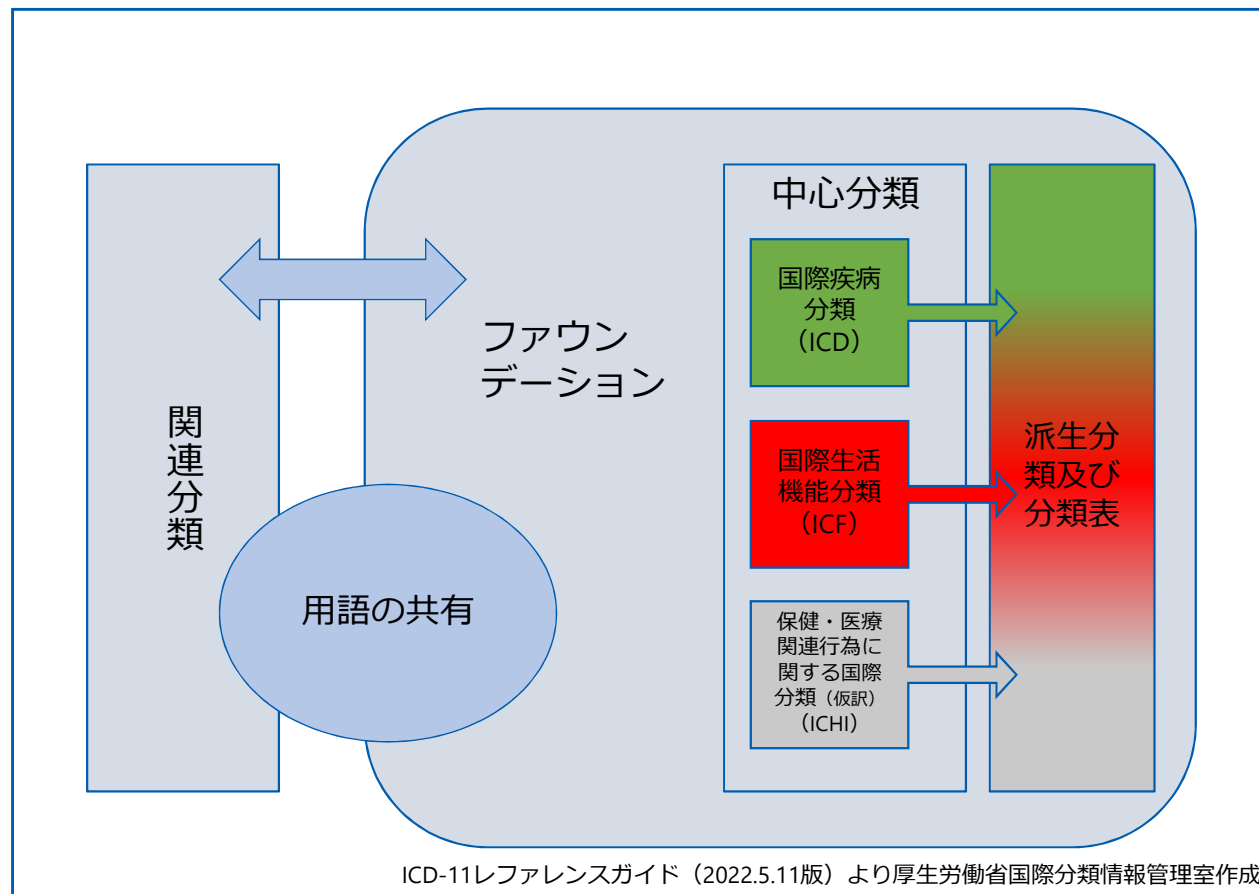 中心分類
国際疾病
分類
（ICD）
ファウン
デーション
関連分類
国際生活
機能分類
（ICF）
派生分
類及び
分類表
用語の共有
保健・医療
関連行為に
関する国際
分類（仮訳）
（ICHI）
ICD-11レファレンスガイド（2022.5.11版）より厚生労働省国際分類情報管理室作成